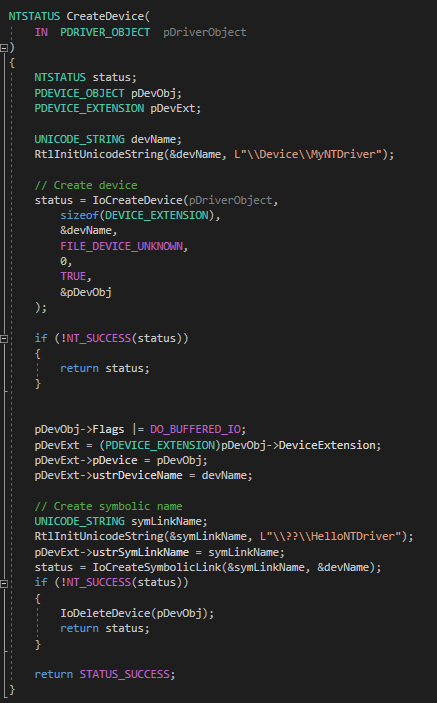 NTSTATUS CreateDevice(
    IN  PDRIVER_OBJECT  pDriverObject
)
{
    NTSTATUS status;
    PDEVICE_OBJECT pDevObj;
    PDEVICE_EXTENSION pDevExt;

    UNICODE_STRING devName;
    RtlInitUnicodeString(&devName, L"\\Device\\MyNTDriver");

    // Create device
    status = IoCreateDevice(pDriverObject,
        sizeof(DEVICE_EXTENSION),
        &devName,
        FILE_DEVICE_UNKNOWN,
        0,
        TRUE,
        &pDevObj
    );

    if (!NT_SUCCESS(status))
    {
        return status;
    }


    pDevObj->Flags |= DO_BUFFERED_IO;
    pDevExt = (PDEVICE_EXTENSION)pDevObj->DeviceExtension;
    pDevExt->pDevice = pDevObj;
    pDevExt->ustrDeviceName = devName;

    // Create symbolic name
    UNICODE_STRING symLinkName;
    RtlInitUnicodeString(&symLinkName, L"\\??\\HelloNTDriver");
    pDevExt->ustrSymLinkName = symLinkName;
    status = IoCreateSymbolicLink(&symLinkName, &devName);
    if (!NT_SUCCESS(status))
    {
        IoDeleteDevice(pDevObj);
        return status;
    }

    return STATUS_SUCCESS;
}